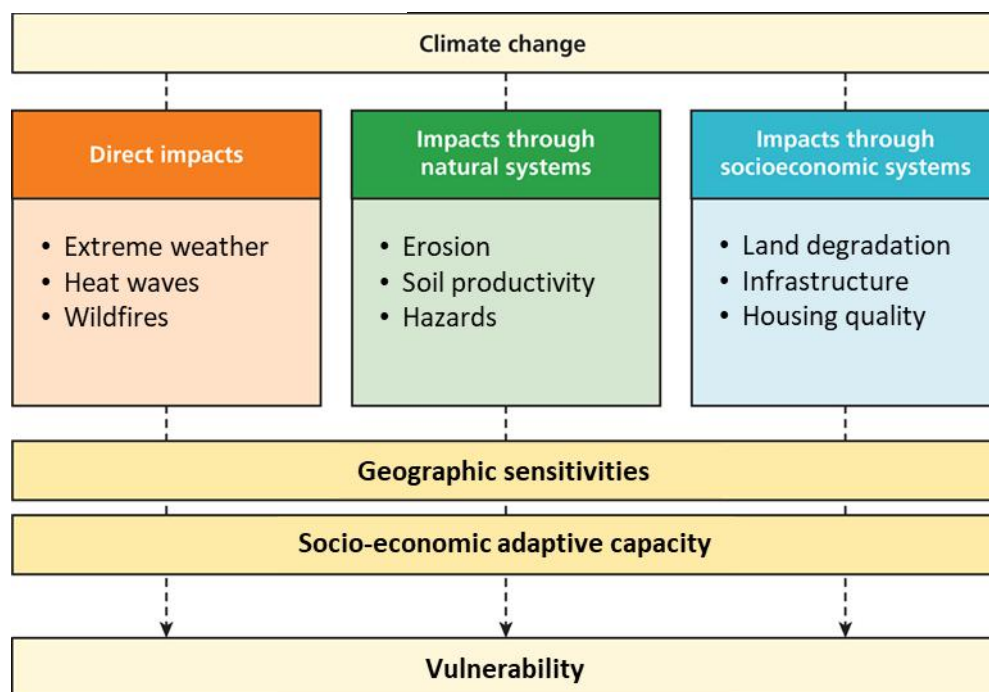 Climate change
Direct impacts
• Extreme weather
• Heat waves
• Wildfires
Impacts through
natural systems
• Erosion
• Soil productivity
• Hazards
Impacts through
socioeconomic systems
• Land degradation
• Infrastructure
• Housing quality
Geographic sensitivities
Socio-economic adaptive capacity
Vulnerability